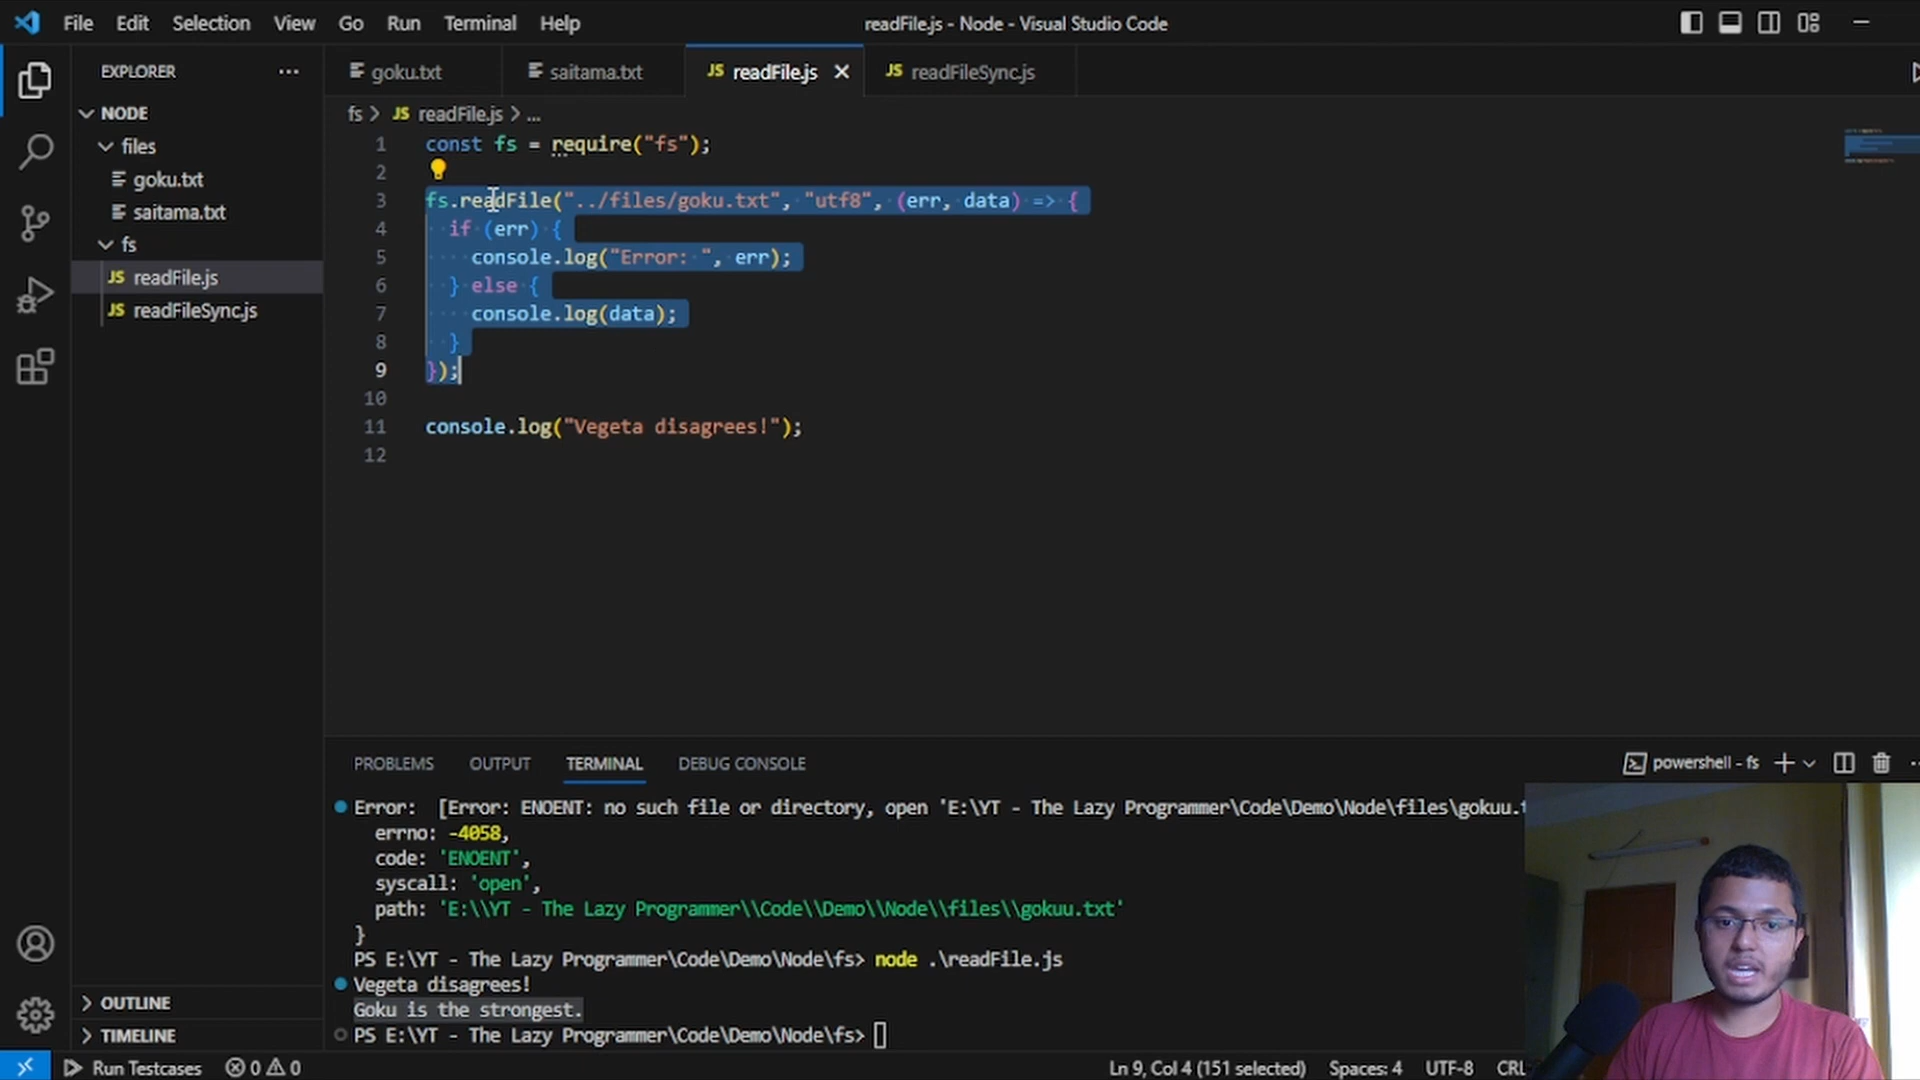 File Edit Selection View Go Run Terminal Help
readFile.js - Node - Visual Studio Code
EXPLORER
NODE
files
goku.txt
saitama.txt
fs
JS readFile.js
JS readFileSync.js
OUTLINE
TIMELINE
goku.txt saitama.txt JS readFile.js JS readFileSync.js
fs > JS readFile.js > ...
1 const fs = require("fs");
2
3 fs.readFile("../files/goku.txt", "utf8", (err, data) => {
4 if (err) {
5 console.log("Error: ", err);
6 } else {
7 console.log(data);
8 }
9 });
10
11 console.log("Vegeta disagrees!");
12
PROBLEMS OUTPUT TERMINAL DEBUG CONSOLE
powershell - fs
Error: [Error: ENOENT: no such file or directory, open 'E:\YT - The Lazy Programmer\Code\Demo\Node\files\gokuu.t
errno: -4058,
code: 'ENOENT',
syscall: 'open',
path: 'E:\\YT - The Lazy Programmer\\Code\\Demo\\Node\\files\\gokuu.txt'
}
PS E:\YT - The Lazy Programmer\Code\Demo\Node\fs> node .\readFile.js
Vegeta disagrees!
Goku is the strongest.
PS E:\YT - The Lazy Programmer\Code\Demo\Node\fs>
Run Testcases 0 0 Ln 9, Col 4 (151 selected) Spaces: 4 UTF-8 CRL